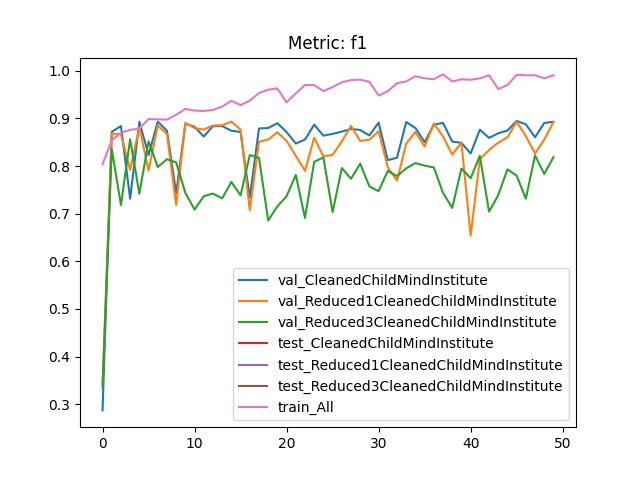 Metric: f1
1.0
0.9
0.8
0.7
0.6
0.5
0.4
0.3
val_CleanedChildMindInstitute
val_Reduced1CleanedChildMindInstitute
val_Reduced3CleanedChildMindInstitute
test_CleanedChildMindInstitute
test_Reduced1CleanedChildMindInstitute
test_Reduced3CleanedChildMindInstitute
train_All
0 10 20 30 40 50